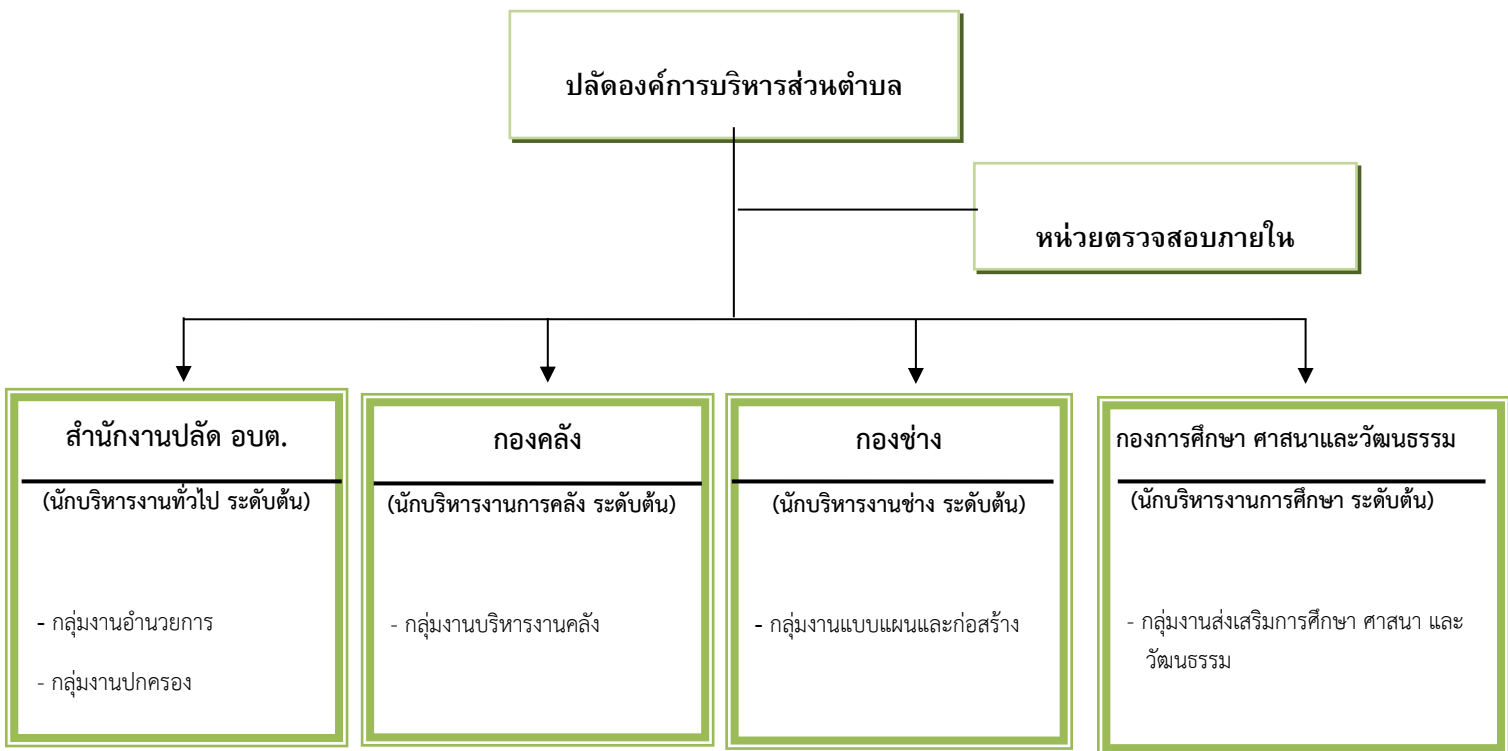 ปลัดองค์การบริหารส่วนตำบล
หน่วยตรวจสอบภายใน
สำนักงานปลัด อบต.
(นักบริหารงานทั่วไป ระดับต้น)
- กลุ่มงานอำนวยการ
- กลุ่มงานปกครอง
กองคลัง
(นักบริหารงานการคลัง ระดับต้น)
- กลุ่มงานบริหารงานคลัง
กองช่าง
(นักบริหารงานช่าง ระดับต้น)
- กลุ่มงานแบบแผนและก่อสร้าง
กองการศึกษา ศาสนาและวัฒนธรรม
(นักบริหารงานการศึกษา ระดับต้น)
- กลุ่มงานส่งเสริมการศึกษา ศาสนา และ
วัฒนธรรม